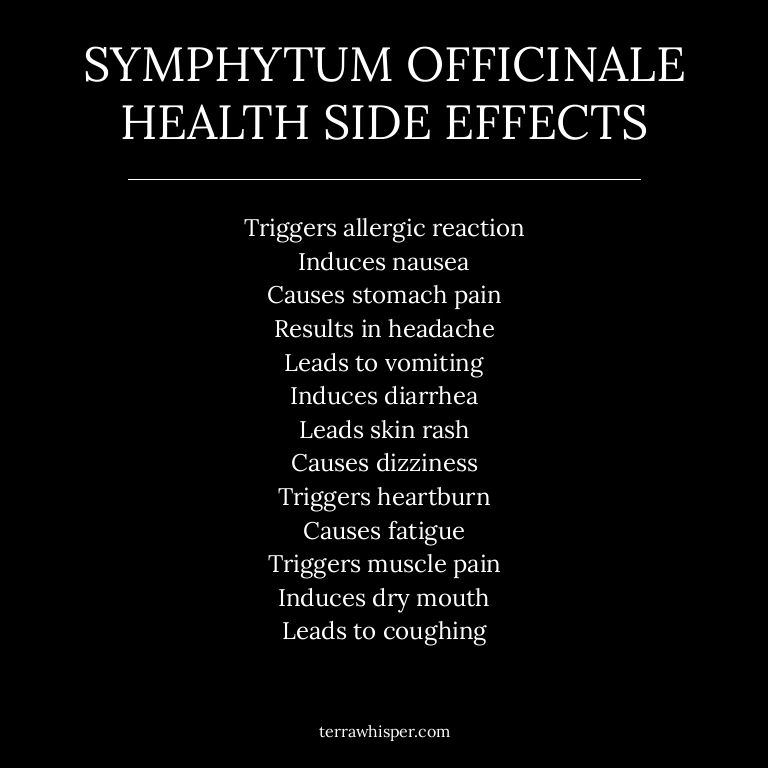 SYMPHYTUM OFFICINALE
HEALTH SIDE EFFECTS
Triggers allergic reaction
Induces nausea
Causes stomach pain
Results in headache
Leads to vomiting
Induces diarrhea
Leads skin rash
Causes dizziness
Triggers heartburn
Causes fatigue
Triggers muscle pain
Induces dry mouth
Leads to coughing
terrawhisper.com